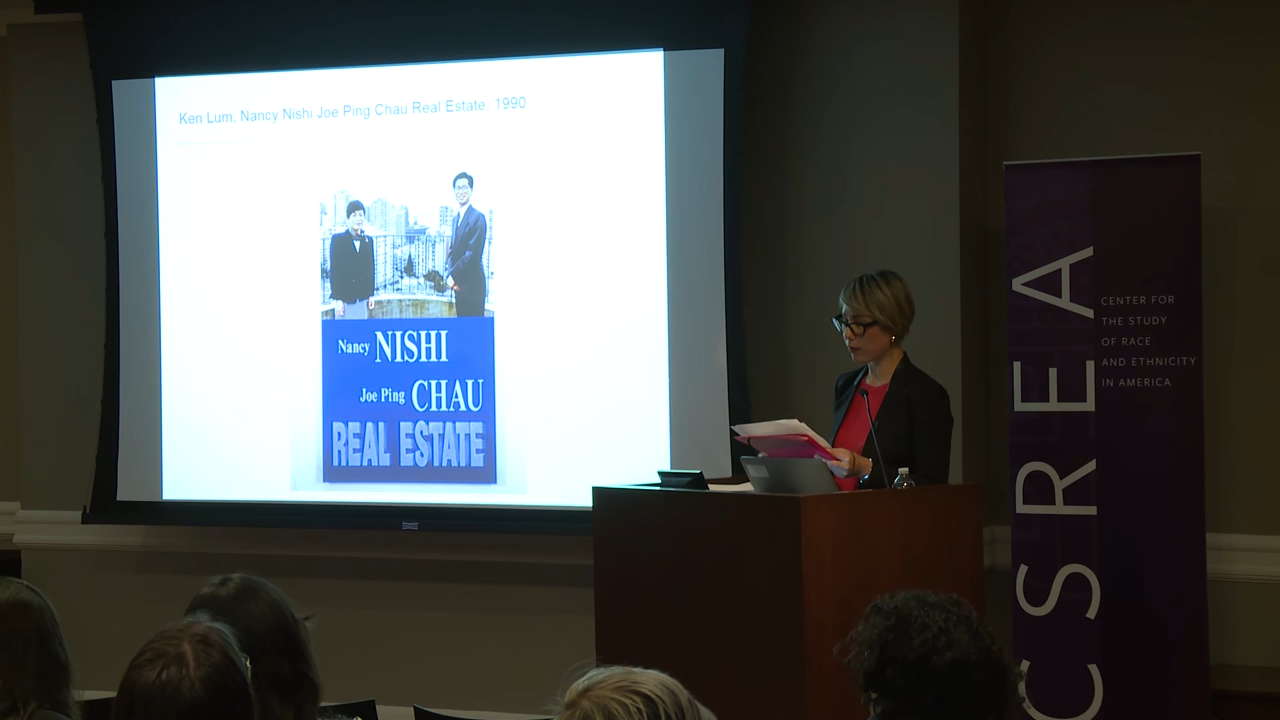 Ken Lum, Nancy Nishi Joe Ping Chau Real Estate, 1990
Nancy NISHI
Joe Ping CHAU
REAL ESTATE
CSREA
CENTER FOR
THE STUDY
OF RACE
AND ETHNICITY
IN AMERICA